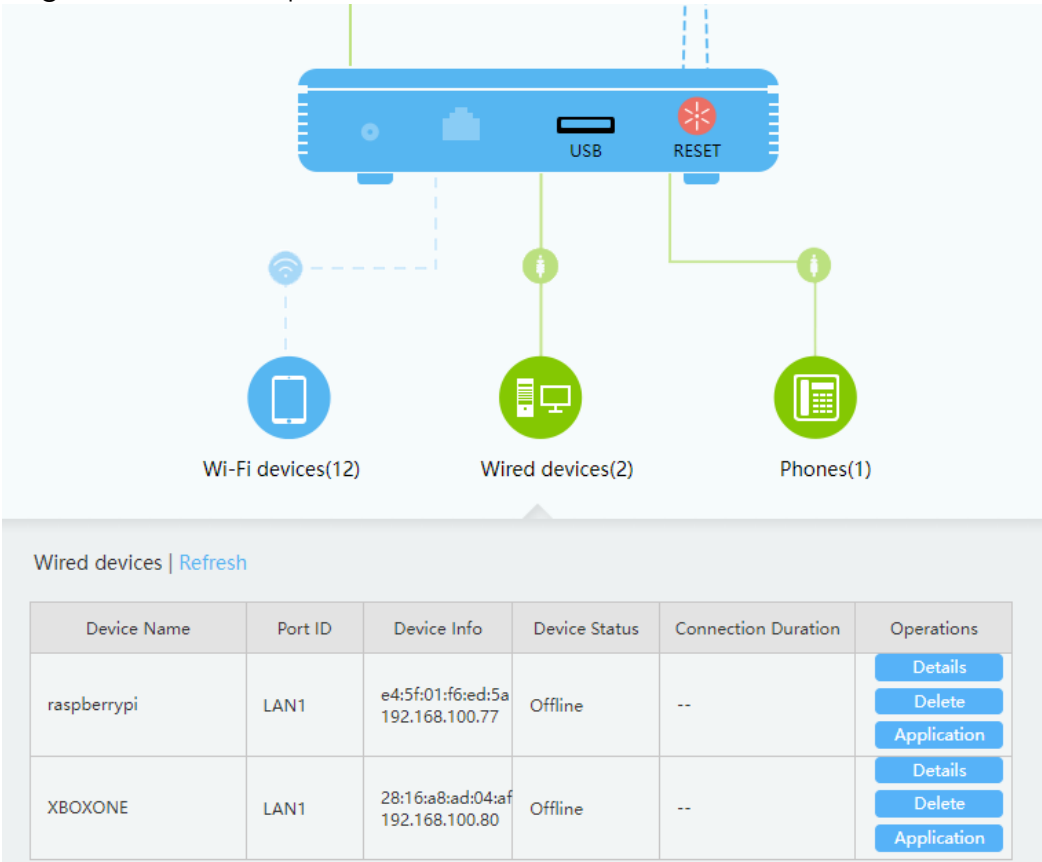 USB
RESET
Wi-Fi devices(12)
Wired devices(2)
Phones(1)
Wired devices | Refresh
Device Name Port ID Device Info Device Status Connection Duration Operations
raspberrypi LAN1 e4:5f:01:f6:ed:5a Offline -- Details
192.168.100.77 Delete
Application
XBOXONE LAN1 28:16:a8:ad:04:af Offline -- Details
192.168.100.80 Delete
Application